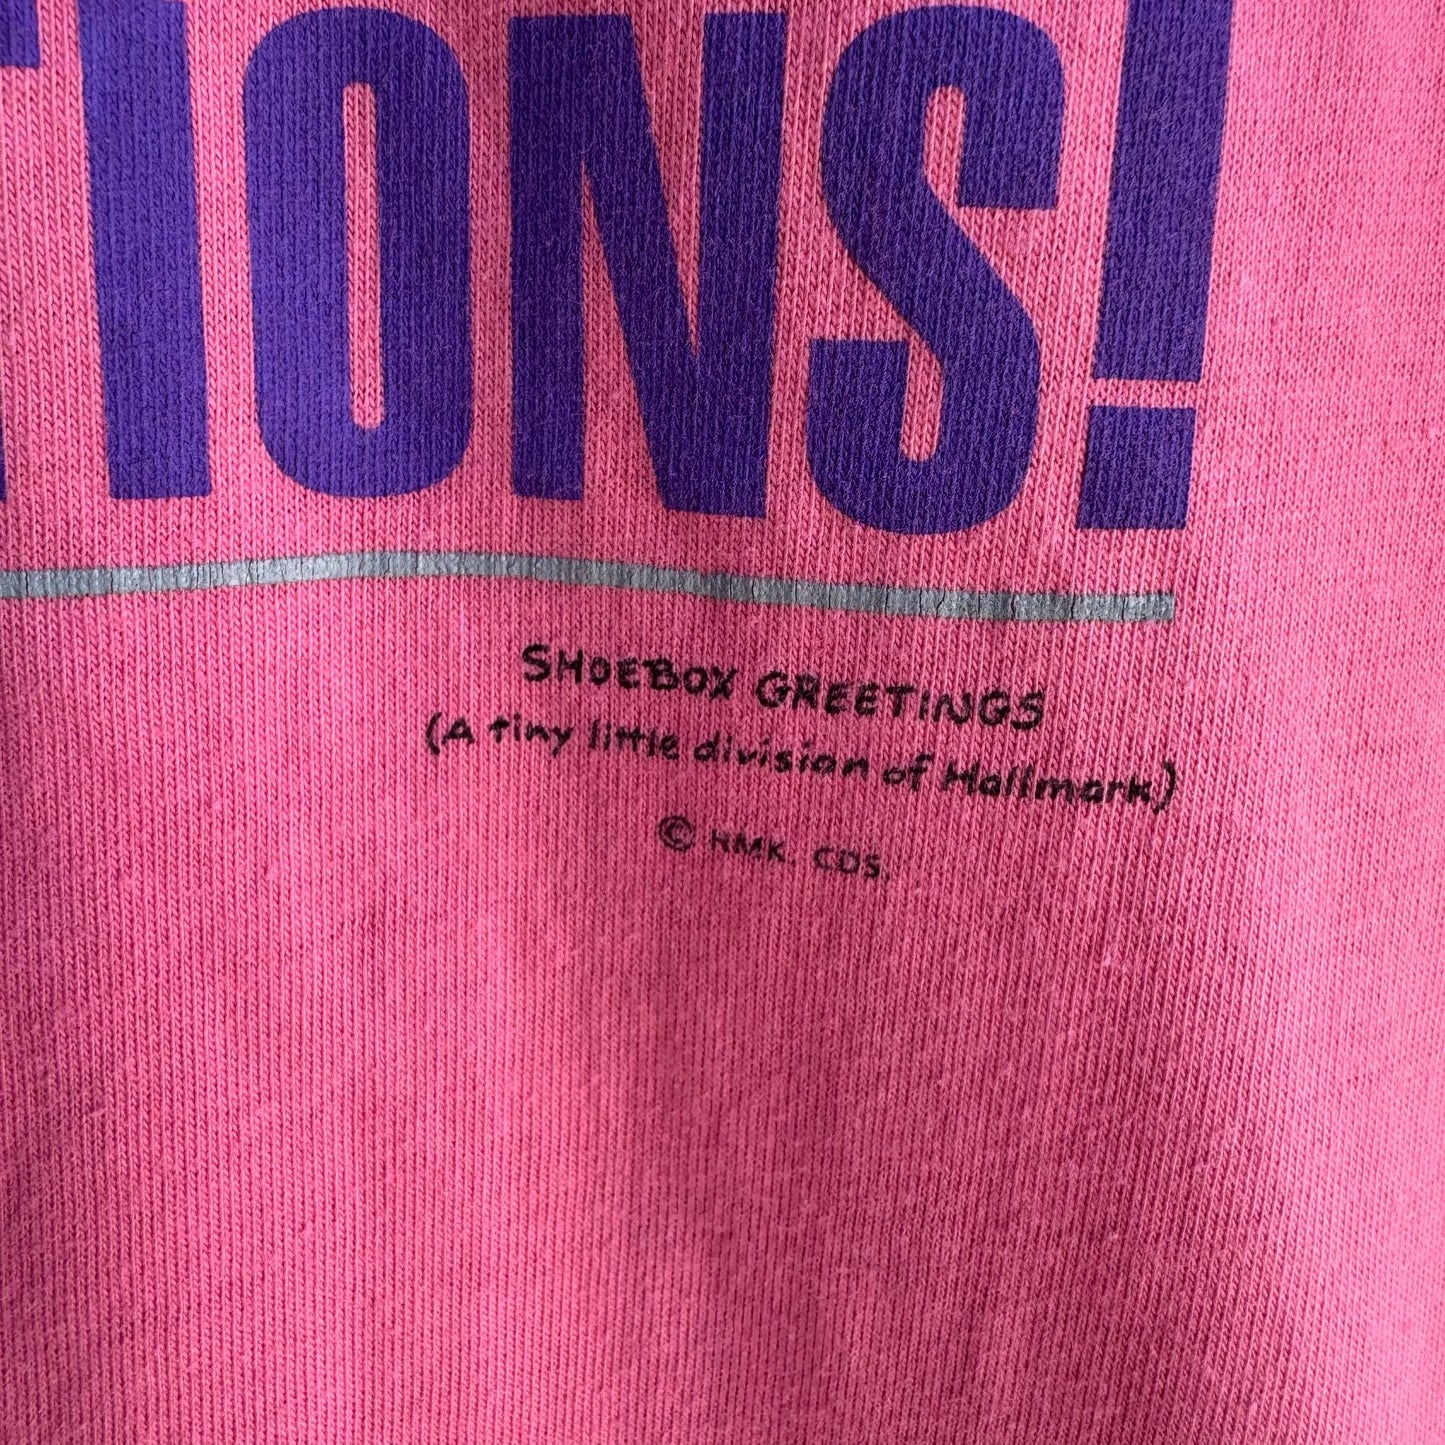 TIONS!
SHOEBOX GREETINGS
(A tiny little division of Hallmark)
© HMK. CDS.